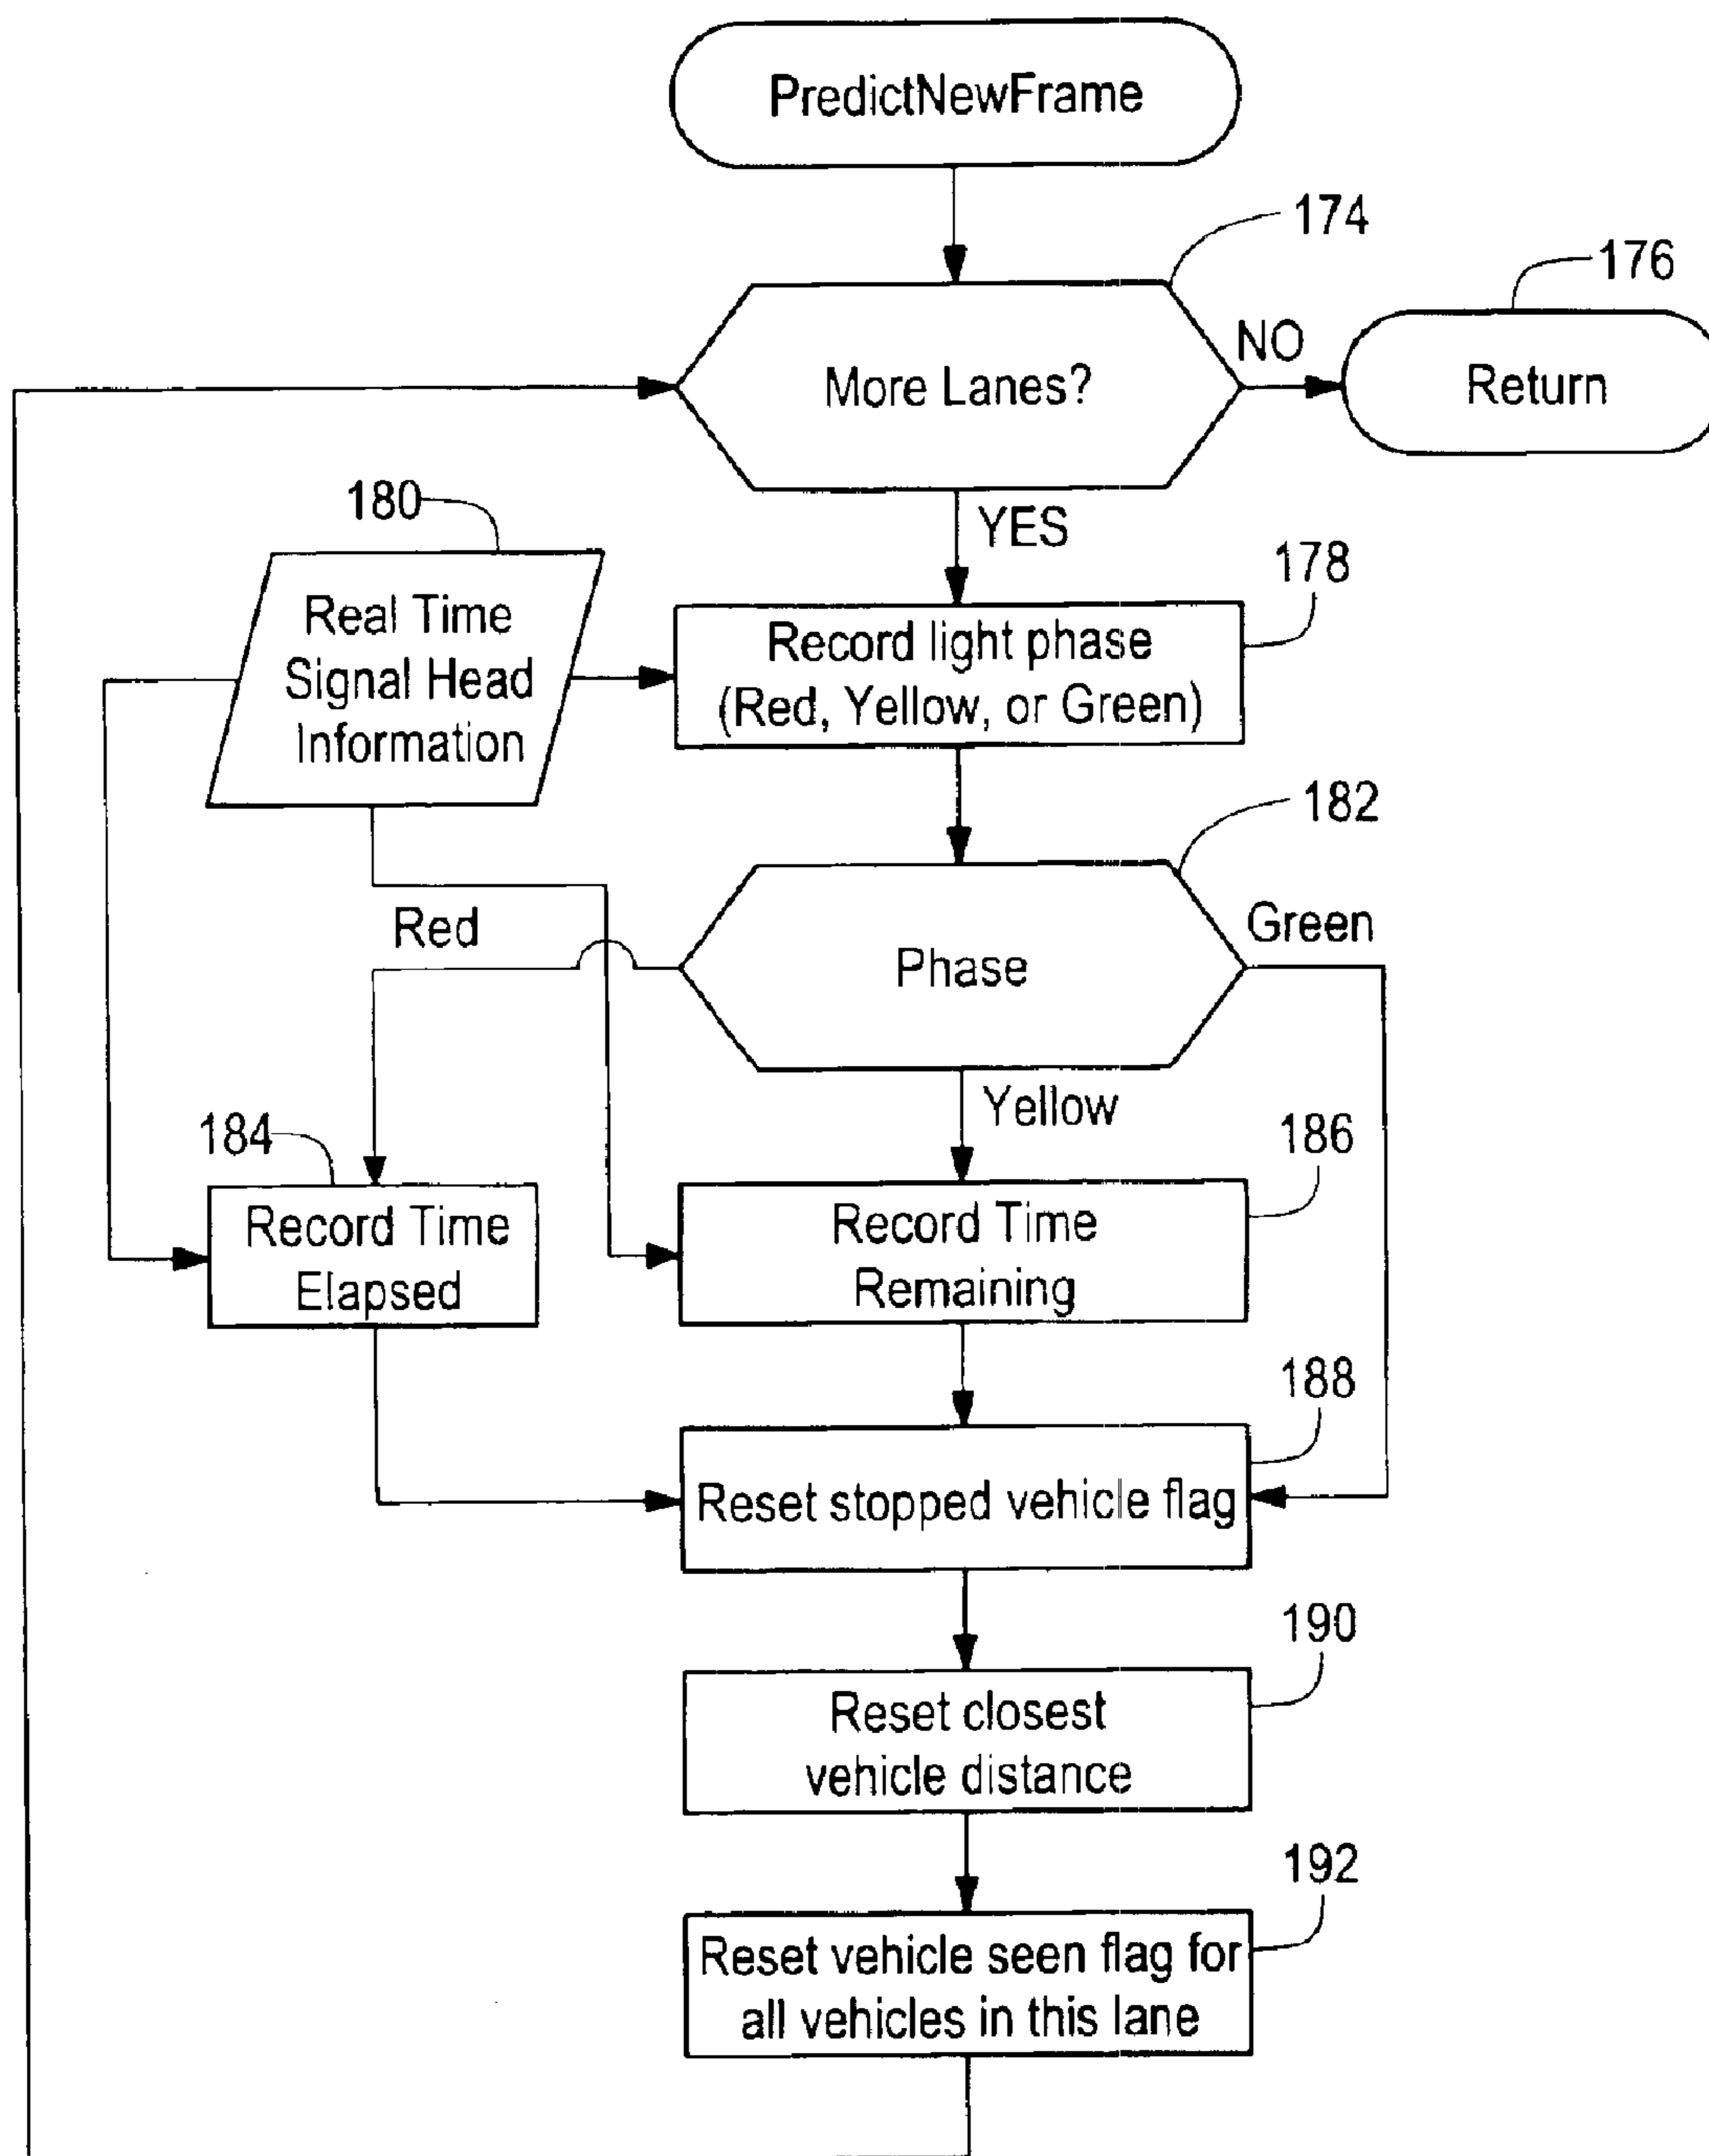 PredictNewFrame
174
176
NO
More Lanes?
Return
180
YES
178
Real Time
Signal Head
Information
Record light phase
(Red, Yellow, or Green)
182
Red
Green
Phase
Yellow
184
186
Record Time
Elapsed
Record Time
Remaining
188
Reset stopped vehicle flag
190
Reset closest
vehicle distance
192
Reset vehicle seen flag for
all vehicles in this lane